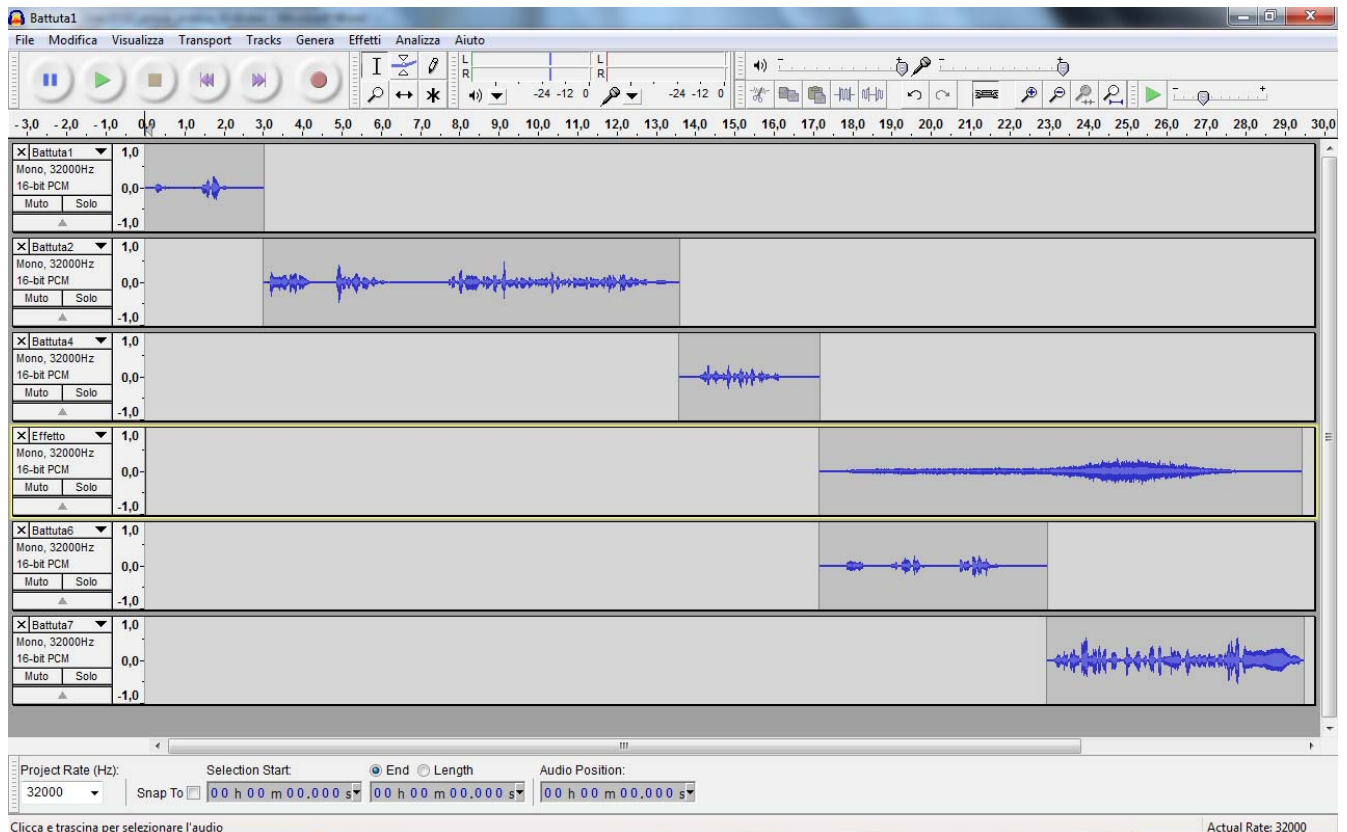 Battuta1
File Modifica Visualizza Transport Tracks Genera Effetti Analizza Aiuto
L L
R R
-24 -12 0 -24 -12 0
- 3,0 - 2,0 - 1,0 0,0 1,0 2,0 3,0 4,0 5,0 6,0 7,0 8,0 9,0 10,0 11,0 12,0 13,0 14,0 15,0 16,0 17,0 18,0 19,0 20,0 21,0 22,0 23,0 24,0 25,0 26,0 27,0 28,0 29,0 30,0
Battuta1 1,0
Mono, 32000Hz
16-bit PCM 0,0
Muto Solo
-1,0
Battuta2 1,0
Mono, 32000Hz
16-bit PCM 0,0
Muto Solo
-1,0
Battuta4 1,0
Mono, 32000Hz
16-bit PCM 0,0
Muto Solo
-1,0
Effetto 1,0
Mono, 32000Hz
16-bit PCM 0,0
Muto Solo
-1,0
Battuta6 1,0
Mono, 32000Hz
16-bit PCM 0,0
Muto Solo
-1,0
Battuta7 1,0
Mono, 32000Hz
16-bit PCM 0,0
Muto Solo
-1,0
Project Rate (Hz): Selection Start: End Length Audio Position:
32000 Snap To 00 h 00 m 00.000 s 00 h 00 m 00.000 s 00 h 00 m 00.000 s
Clicca e trascina per selezionare l'audio Actual Rate: 32000